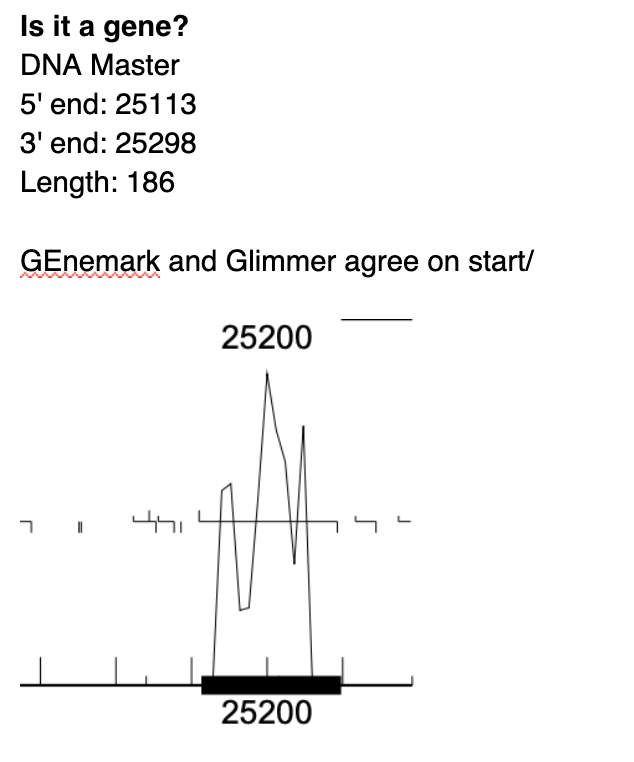 Is it a gene?
DNA Master
5' end: 25113
3' end: 25298
Length: 186
GEnemark and Glimmer agree on start/
25200
25200